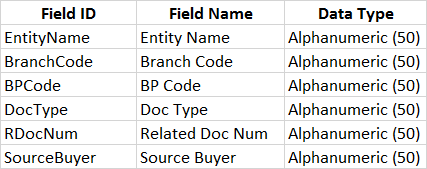 Field ID Field Name Data Type
EntityName Entity Name Alphanumeric (50)
BranchCode Branch Code Alphanumeric (50)
BPCode BP Code Alphanumeric (50)
DocType Doc Type Alphanumeric (50)
RDocNum Related Doc Num Alphanumeric (50)
SourceBuyer Source Buyer Alphanumeric (50)